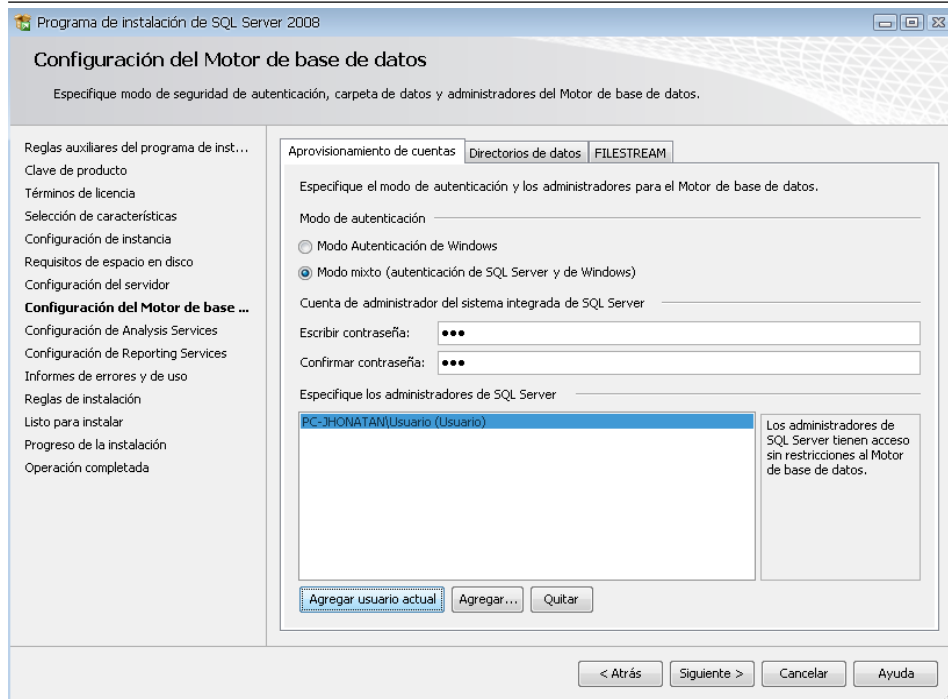 Programa de instalación de SQL Server 2008
Configuración del Motor de base de datos
Especifique modo de seguridad de autenticación, carpeta de datos y administradores del Motor de base de datos.
Reglas auxiliares del programa de inst...
Clave de producto
Términos de licencia
Selección de características
Configuración de instancia
Requisitos de espacio en disco
Configuración del servidor
Configuración del Motor de base ...
Configuración de Analysis Services
Configuración de Reporting Services
Informes de errores y de uso
Reglas de instalación
Listo para instalar
Progreso de la instalación
Operación completada
Aprovisionamiento de cuentas
Directorios de datos
FILESTREAM
Especifique el modo de autenticación y los administradores para el Motor de base de datos.
Modo de autenticación
Modo Autenticación de Windows
Modo mixto (autenticación de SQL Server y de Windows)
Cuenta de administrador del sistema integrada de SQL Server
Escribir contraseña: ●●●
Confirmar contraseña: ●●●
Especifique los administradores de SQL Server
PC-JHONATAN\Usuario (Usuario)
Los administradores de
SQL Server tienen acceso
sin restricciones al Motor
de base de datos.
Agregar usuario actual
Agregar...
Quitar
< Atrás
Siguiente >
Cancelar
Ayuda